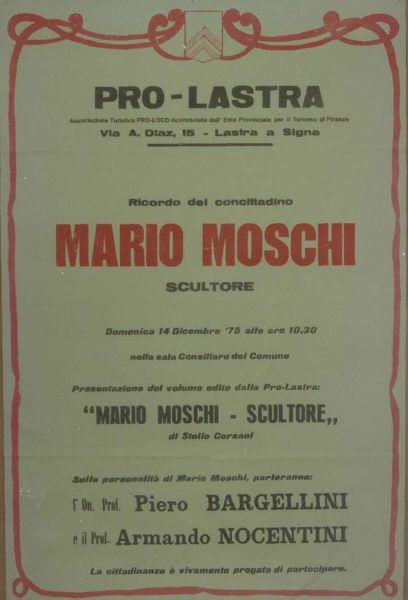 PRO-LASTRA
Associazione Turistica PRO-LOCO riconosciuta dall' Ente Provinciale per il Turismo di Firenze
Via A. Diaz, 15 - Lastra a Signa
Ricordo del concittadino
MARIO MOSCHI
SCULTORE
Domenica 14 Dicembre '75 alle ore 10,30
nella sala Consiliare del Comune
Presentazione del volume edito dalla Pro-Lastra:
“MARIO MOSCHI - SCULTORE„
di Stelio Corsani
Sulla personalità di Mario Moschi, parleranno:
l' On. Prof. Piero BARGELLINI
e il Prof. Armando NOCENTINI
La cittadinanza è vivamente pregata di partecipare.